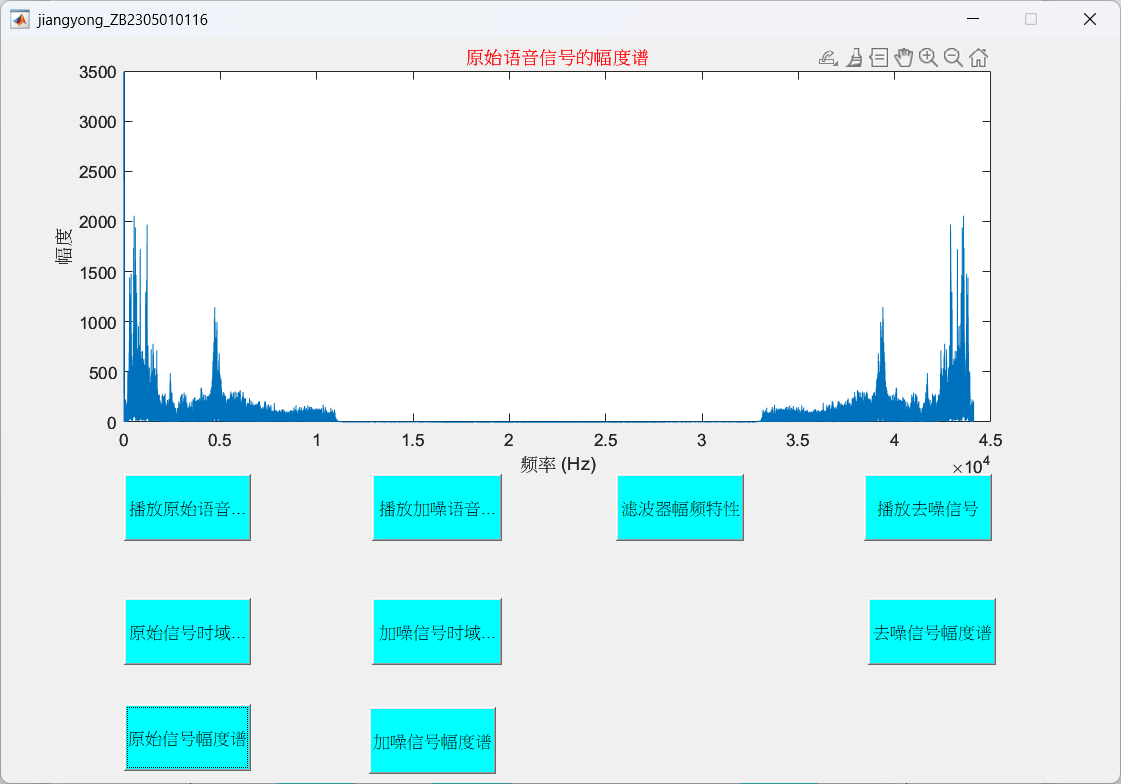 jiangyong_ZB2305010116
原始语音信号的幅度谱
3500
3000
2500
2000
1500
1000
500
0
幅度
0 0.5 1 1.5 2 2.5 3 3.5 4 4.5
频率 (Hz)
×10⁴
播放原始语音... 播放加噪语音... 滤波器幅频特性 播放去噪信号
原始信号时域... 加噪信号时域... 去噪信号幅度谱
原始信号幅度谱 加噪信号幅度谱